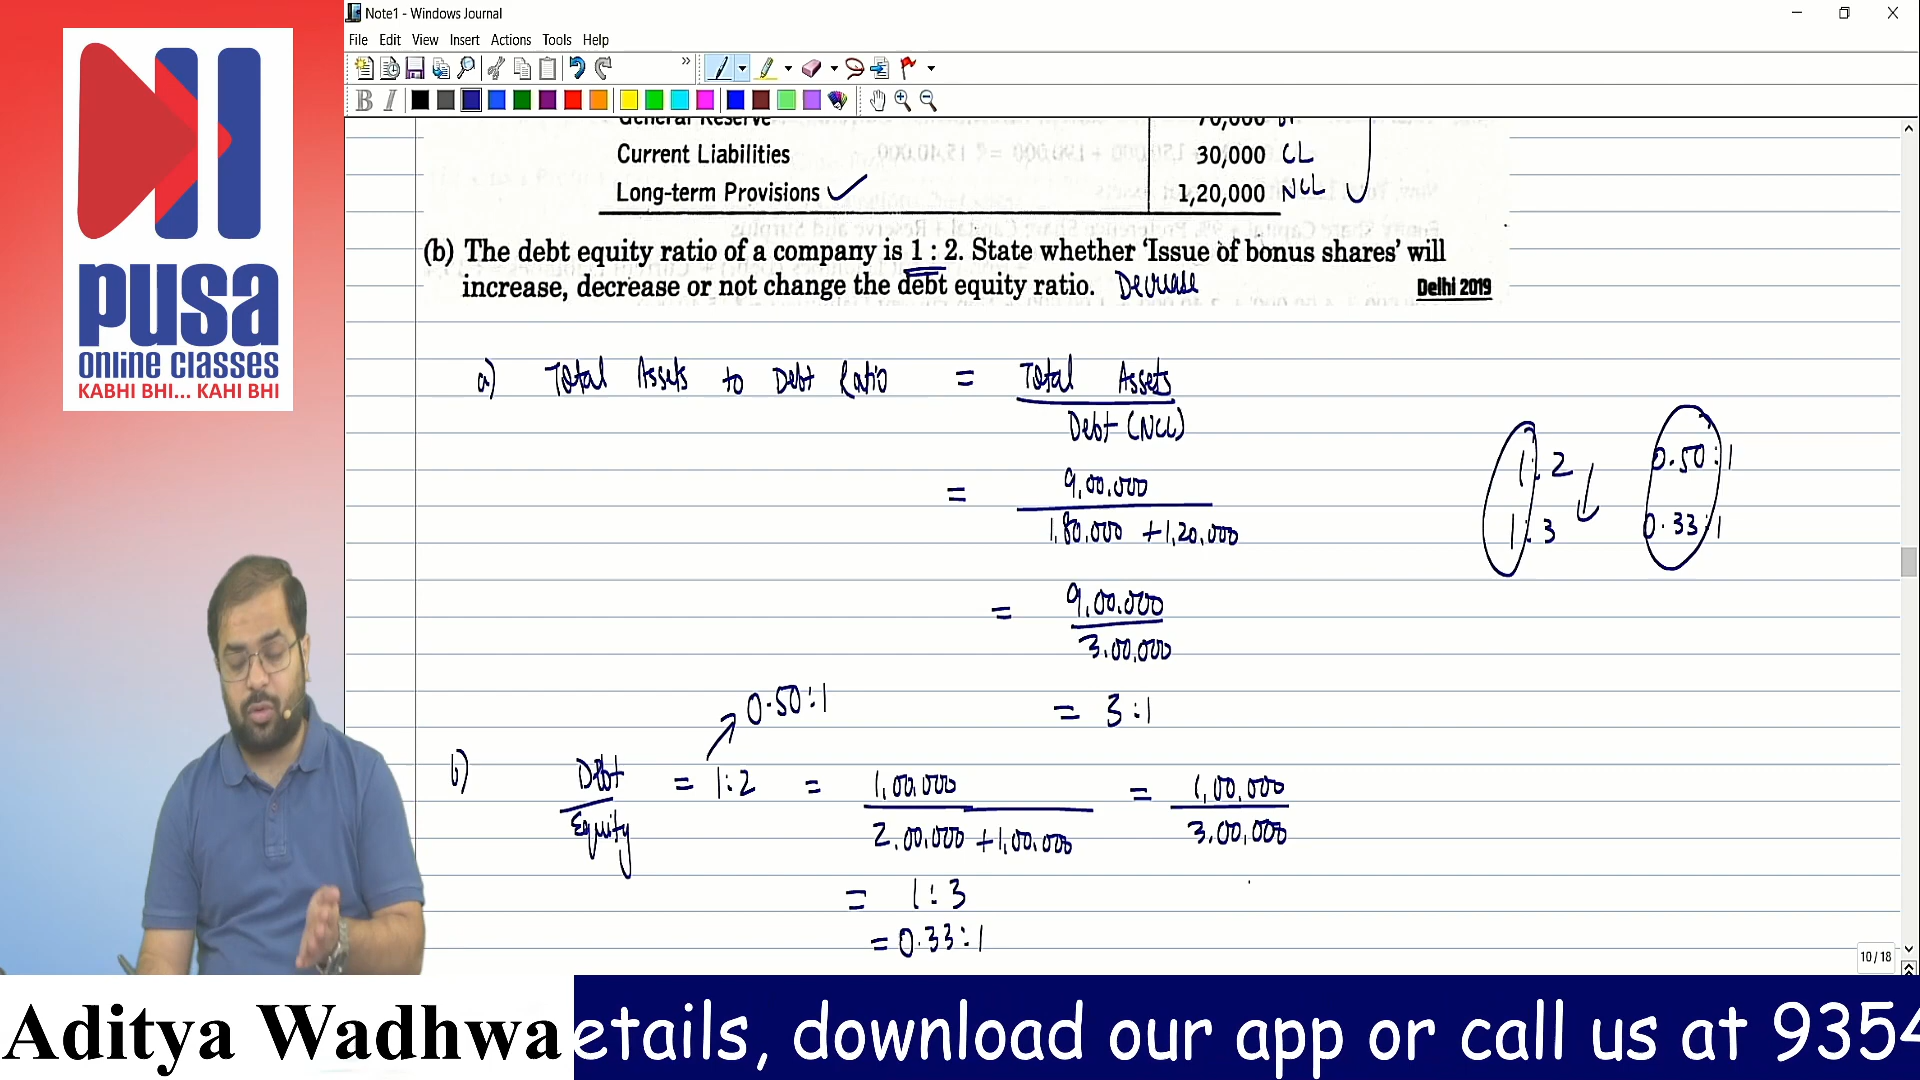 Note1 - Windows Journal
File Edit View Insert Actions Tools Help
B I
pusa
online classes
KABHI BHI... KAHI BHI
General Reserve 70,000
Current Liabilities 30,000 CL
Long-term Provisions 1,20,000 NCL
(b) The debt equity ratio of a company is 1 : 2. State whether 'Issue of bonus shares' will
increase, decrease or not change the debt equity ratio. Decrease Delhi 2019
a) Total Assets to Debt Ratio = Total Assets
Debt (NCL)
= 9,00,000
1,80,000 + 1,20,000
= 9,00,000
3,00,000
= 3:1
1:2 0.50:1
1:3 0.33:1
0.50:1
b) Debt = 1:2 = 1,00,000 = 1,00,000
Equity 2,00,000 + 1,00,000 3,00,000
= 1:3
= 0.33:1
10 / 18
Aditya Wadhwa
etails, download our app or call us at 9354